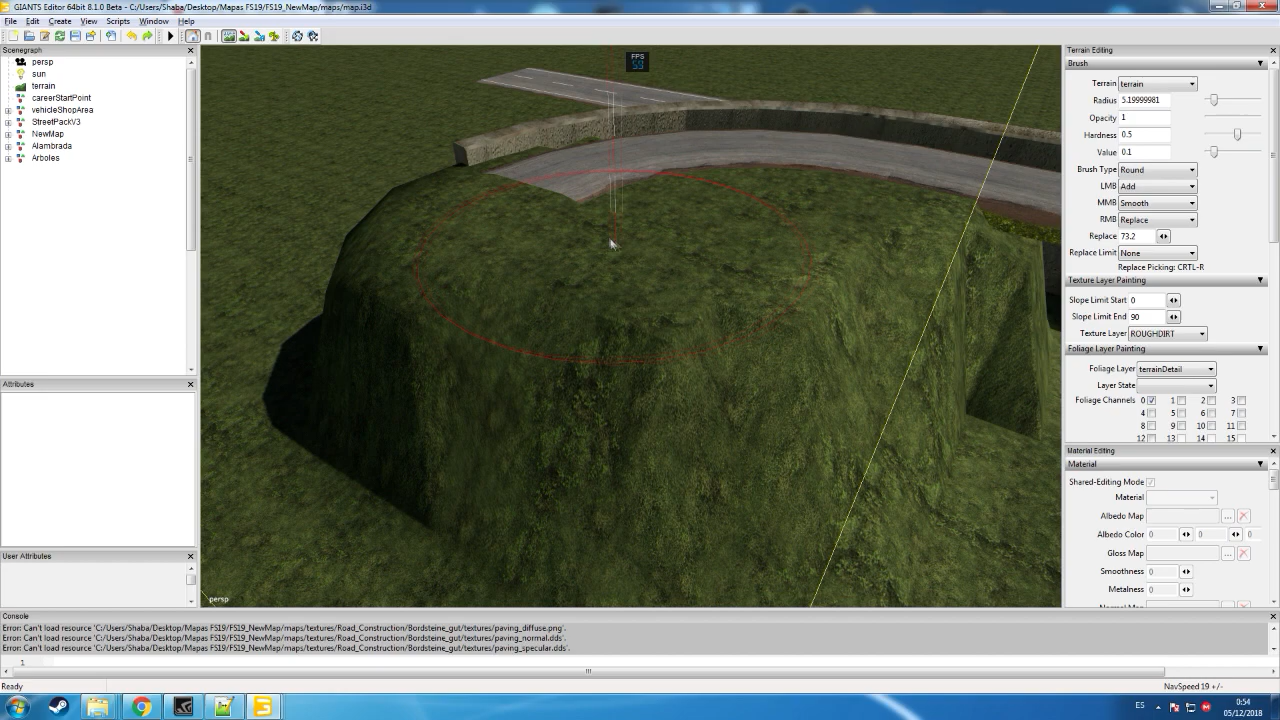 GIANTS Editor 64bit 8.1.0 Beta - C:/Users/Shaba/Desktop/Mapas FS19/FS19_NewMap/maps/map.i3d
File Edit Create View Scripts Window Help
Scenegraph
persp
sun
terrain
careerStartPoint
vehicleShopArea
StreetPackV3
NewMap
Alambrada
Arboles
Attributes
User Attributes
FPS
59
persp
Terrain Editing
Brush
Terrain terrain
Radius 5.19999981
Opacity 1
Hardness 0.5
Value 0.1
Brush Type Round
LMB Add
MMB Smooth
RMB Replace
Replace 73.2
Replace Limit None
Replace Picking: CRTL-R
Texture Layer Painting
Slope Limit Start 0
Slope Limit End 90
Texture Layer ROUGHDIRT
Foliage Layer Painting
Foliage Layer terrainDetail
Layer State
Foliage Channels 0 1 2 3
4 5 6 7
8 9 10 11
12 13 14 15
Material Editing
Material
Shared-Editing Mode
Material
Albedo Map ...
Albedo Color 0 0 0
Gloss Map ...
Smoothness 0
Metalness 0
Normal Map
Console
Error: Can't load resource 'C:/Users/Shaba/Desktop/Mapas FS19/FS19_NewMap/maps/textures/Road_Construction/Bordsteine_gut/textures/paving_diffuse.png'.
Error: Can't load resource 'C:/Users/Shaba/Desktop/Mapas FS19/FS19_NewMap/maps/textures/Road_Construction/Bordsteine_gut/textures/paving_normal.dds'.
Error: Can't load resource 'C:/Users/Shaba/Desktop/Mapas FS19/FS19_NewMap/maps/textures/Road_Construction/Bordsteine_gut/textures/paving_specular.dds'.
1
Ready
NavSpeed 19 +/-
ES
0:54
05/12/2018